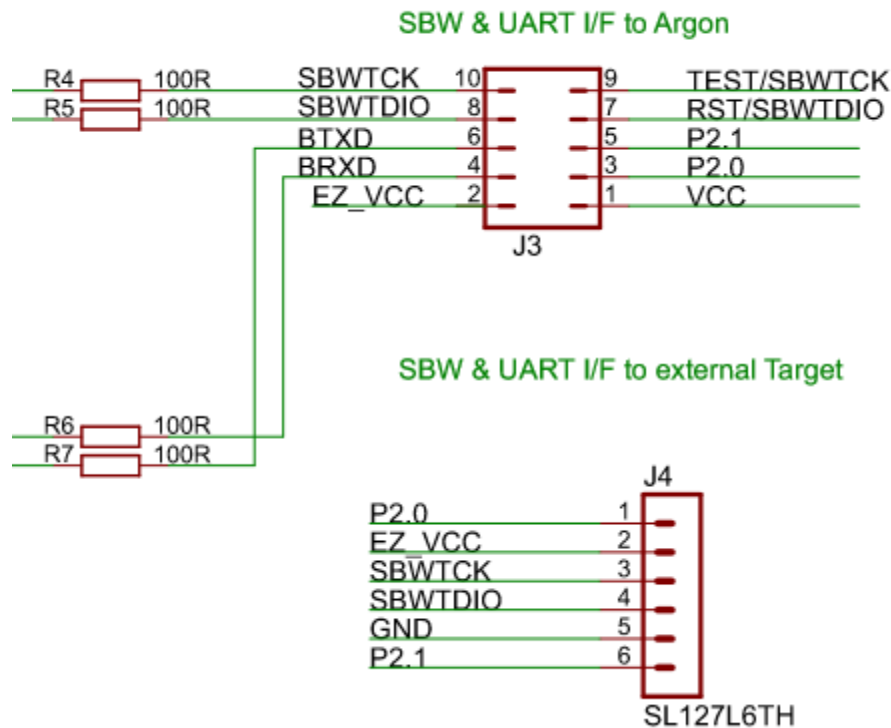 SBW & UART I/F to Argon
R4 100R SBWTCK 10 9 TEST/SBWTCK
R5 100R SBWTDIO 8 7 RST/SBWTDIO
BTXD 6 5 P2.1
BRXD 4 3 P2.0
EZ_VCC 2 1 VCC
J3
SBW & UART I/F to external Target
R6 100R
R7 100R
J4
P2.0 1
EZ_VCC 2
SBWTCK 3
SBWTDIO 4
GND 5
P2.1 6
SL127L6TH